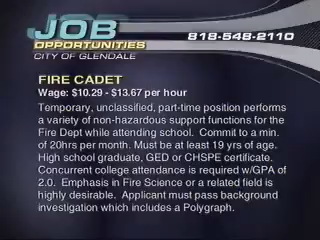 JOB
OPPORTUNITIES
CITY OF GLENDALE
818-548-2110
FIRE CADET
Wage: $10.29 - $13.67 per hour
Temporary, unclassified, part-time position performs
a variety of non-hazardous support functions for the
Fire Dept while attending school.  Commit to a min.
of 20hrs per month. Must be at least 19 yrs of age.
High school graduate, GED or CHSPE certificate.
Concurrent college attendance is required w/GPA of
2.0.  Emphasis in Fire Science or a related field is
highly desirable.  Applicant must pass background
investigation which includes a Polygraph.